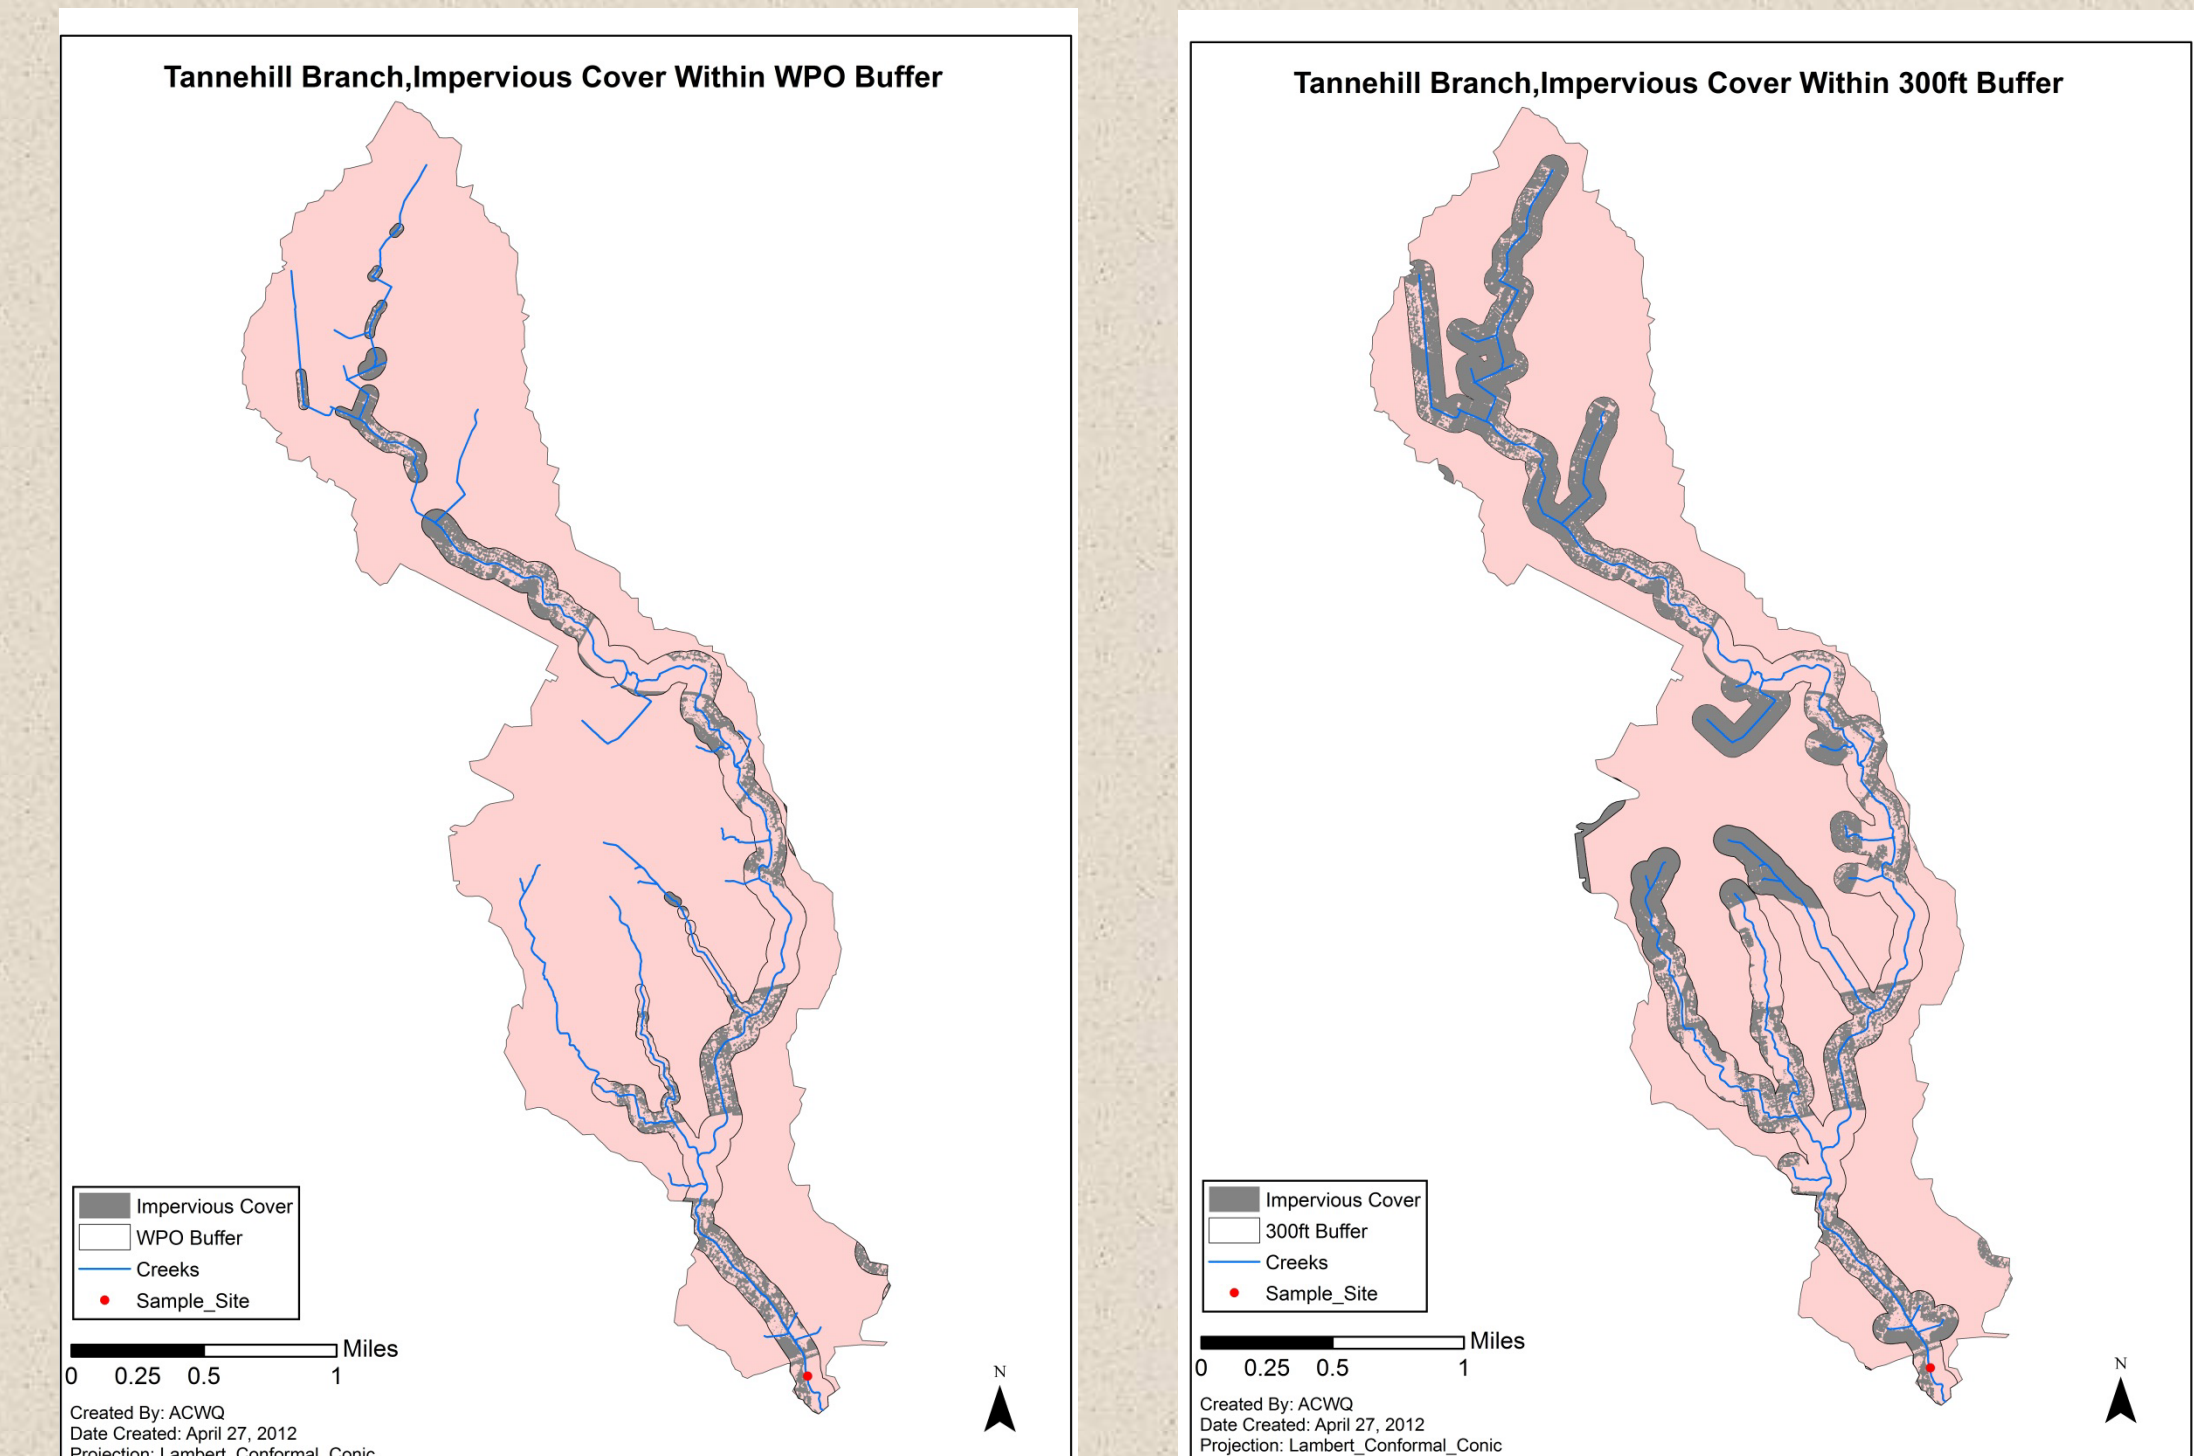 Tannehill Branch,Impervious Cover Within WPO Buffer
Impervious Cover
WPO Buffer
Creeks
Sample_Site
Miles
0 0.25 0.5 1
N
Created By: ACWQ
Date Created: April 27, 2012
Projection: Lambert_Conformal_Conic
Tannehill Branch,Impervious Cover Within 300ft Buffer
Impervious Cover
300ft Buffer
Creeks
Sample_Site
Miles
0 0.25 0.5 1
N
Created By: ACWQ
Date Created: April 27, 2012
Projection: Lambert_Conformal_Conic